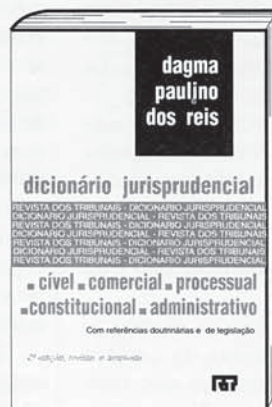 dagma
paulino
dos reis
dicionário jurisprudencial
REVISTA DOS TRIBUNAIS - DICIONÁRIO JURISPRUDENCIAL
DICIONÁRIO JURISPRUDENCIAL - REVISTA DOS TRIBUNAIS
REVISTA DOS TRIBUNAIS - DICIONÁRIO JURISPRUDENCIAL
DICIONÁRIO JURISPRUDENCIAL - REVISTA DOS TRIBUNAIS
REVISTA DOS TRIBUNAIS - DICIONÁRIO JURISPRUDENCIAL
DICIONÁRIO JURISPRUDENCIAL - REVISTA DOS TRIBUNAIS
REVISTA DOS TRIBUNAIS - DICIONÁRIO JURISPRUDENCIAL
■ cível ■ comercial ■ processual
■ constitucional ■ administrativo
Com referências doutrinárias e de legislação
2ª edição, revista e ampliada
RT